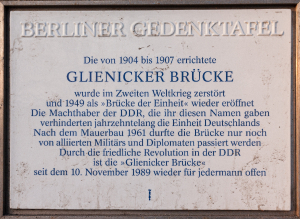 BERLINER GEDENKTAFEL
Die von 1904 bis 1907 errichtete
GLIENICKER BRÜCKE
wurde im Zweiten Weltkrieg zerstört
und 1949 als »Brücke der Einheit« wieder eröffnet
Die Machthaber der DDR, die ihr diesen Namen gaben
verhinderten jahrzehntelang die Einheit Deutschlands
Nach dem Mauerbau 1961 durfte die Brücke nur noch
von alliierten Militärs und Diplomaten passiert werden
Durch die friedliche Revolution in der DDR
ist die »Glienicker Brücke«
seit dem 10. November 1989 wieder für jedermann offen